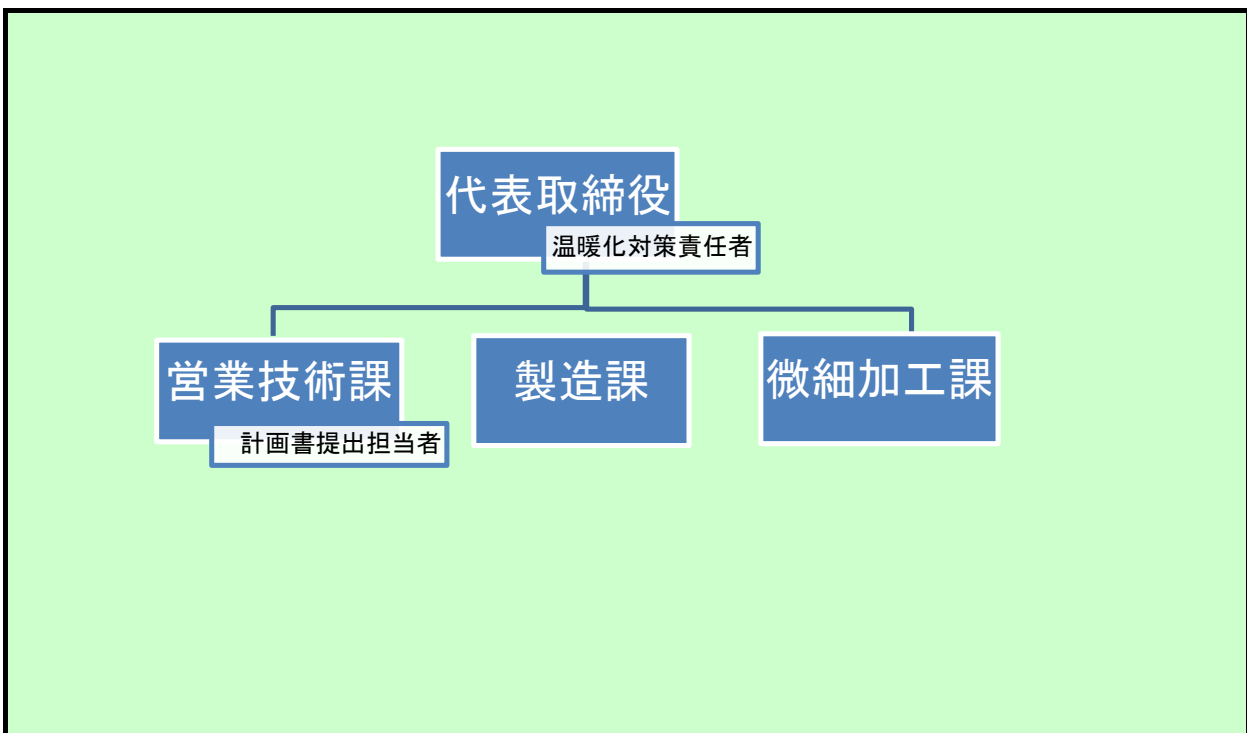 代表取締役
温暖化対策責任者
営業技術課
計画書提出担当者
製造課
微細加工課